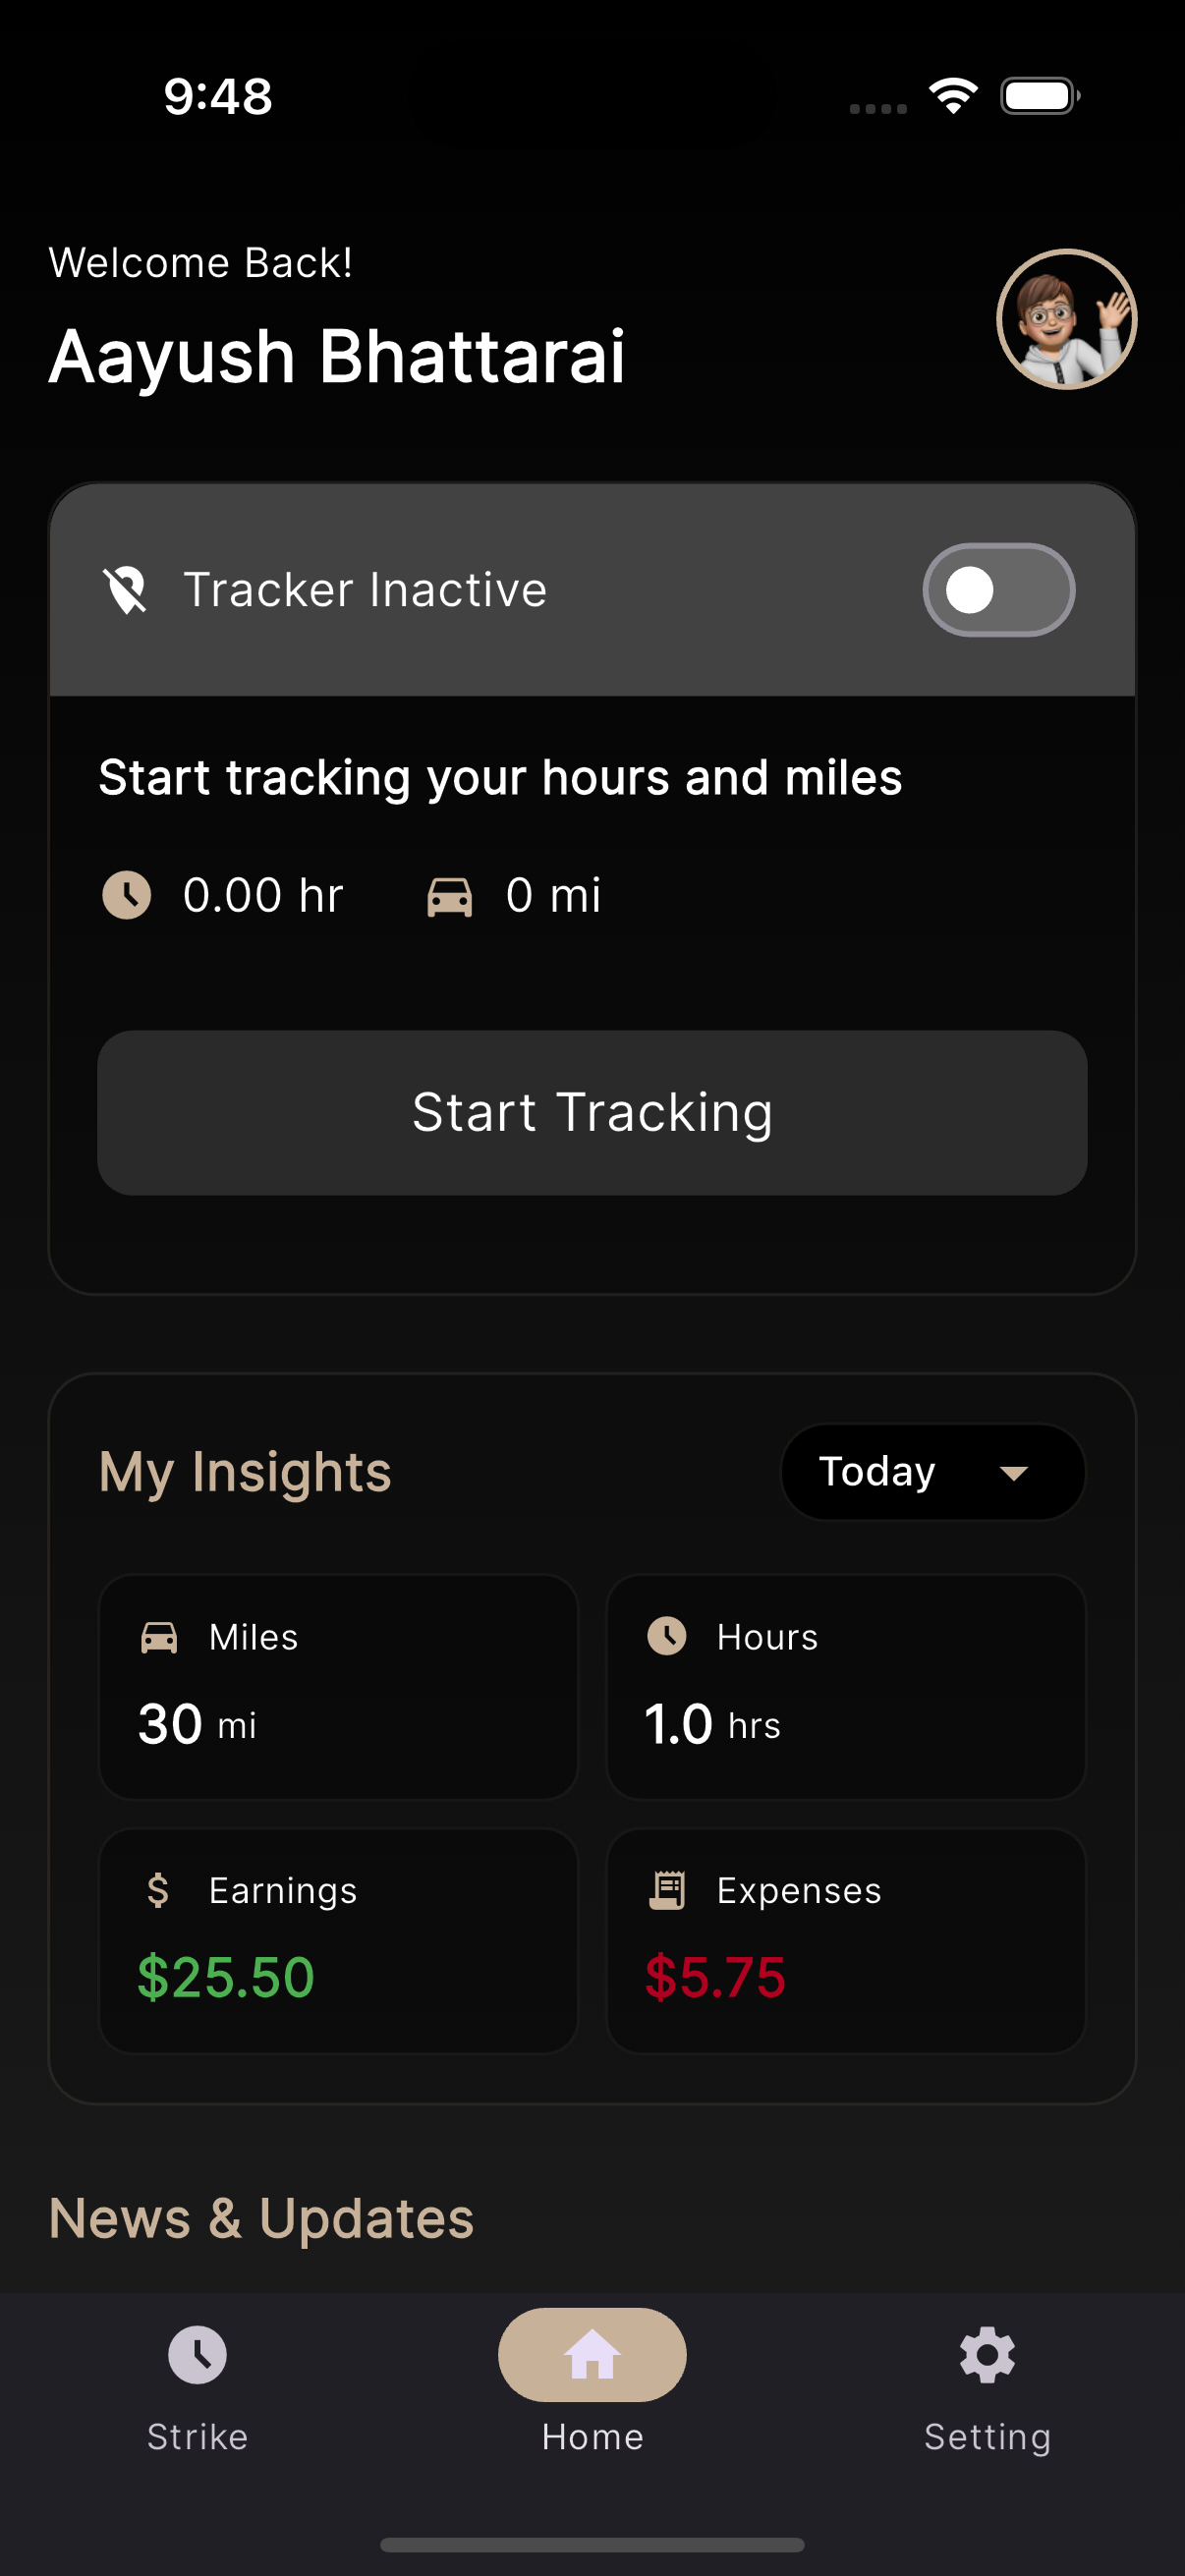 9:48
Welcome Back!
Aayush Bhattarai
Tracker Inactive
Start tracking your hours and miles
0.00 hr 0 mi
Start Tracking
My Insights Today
Miles Hours
30 mi 1.0 hrs
$ Earnings Expenses
$25.50 $5.75
News & Updates
Strike Home Setting